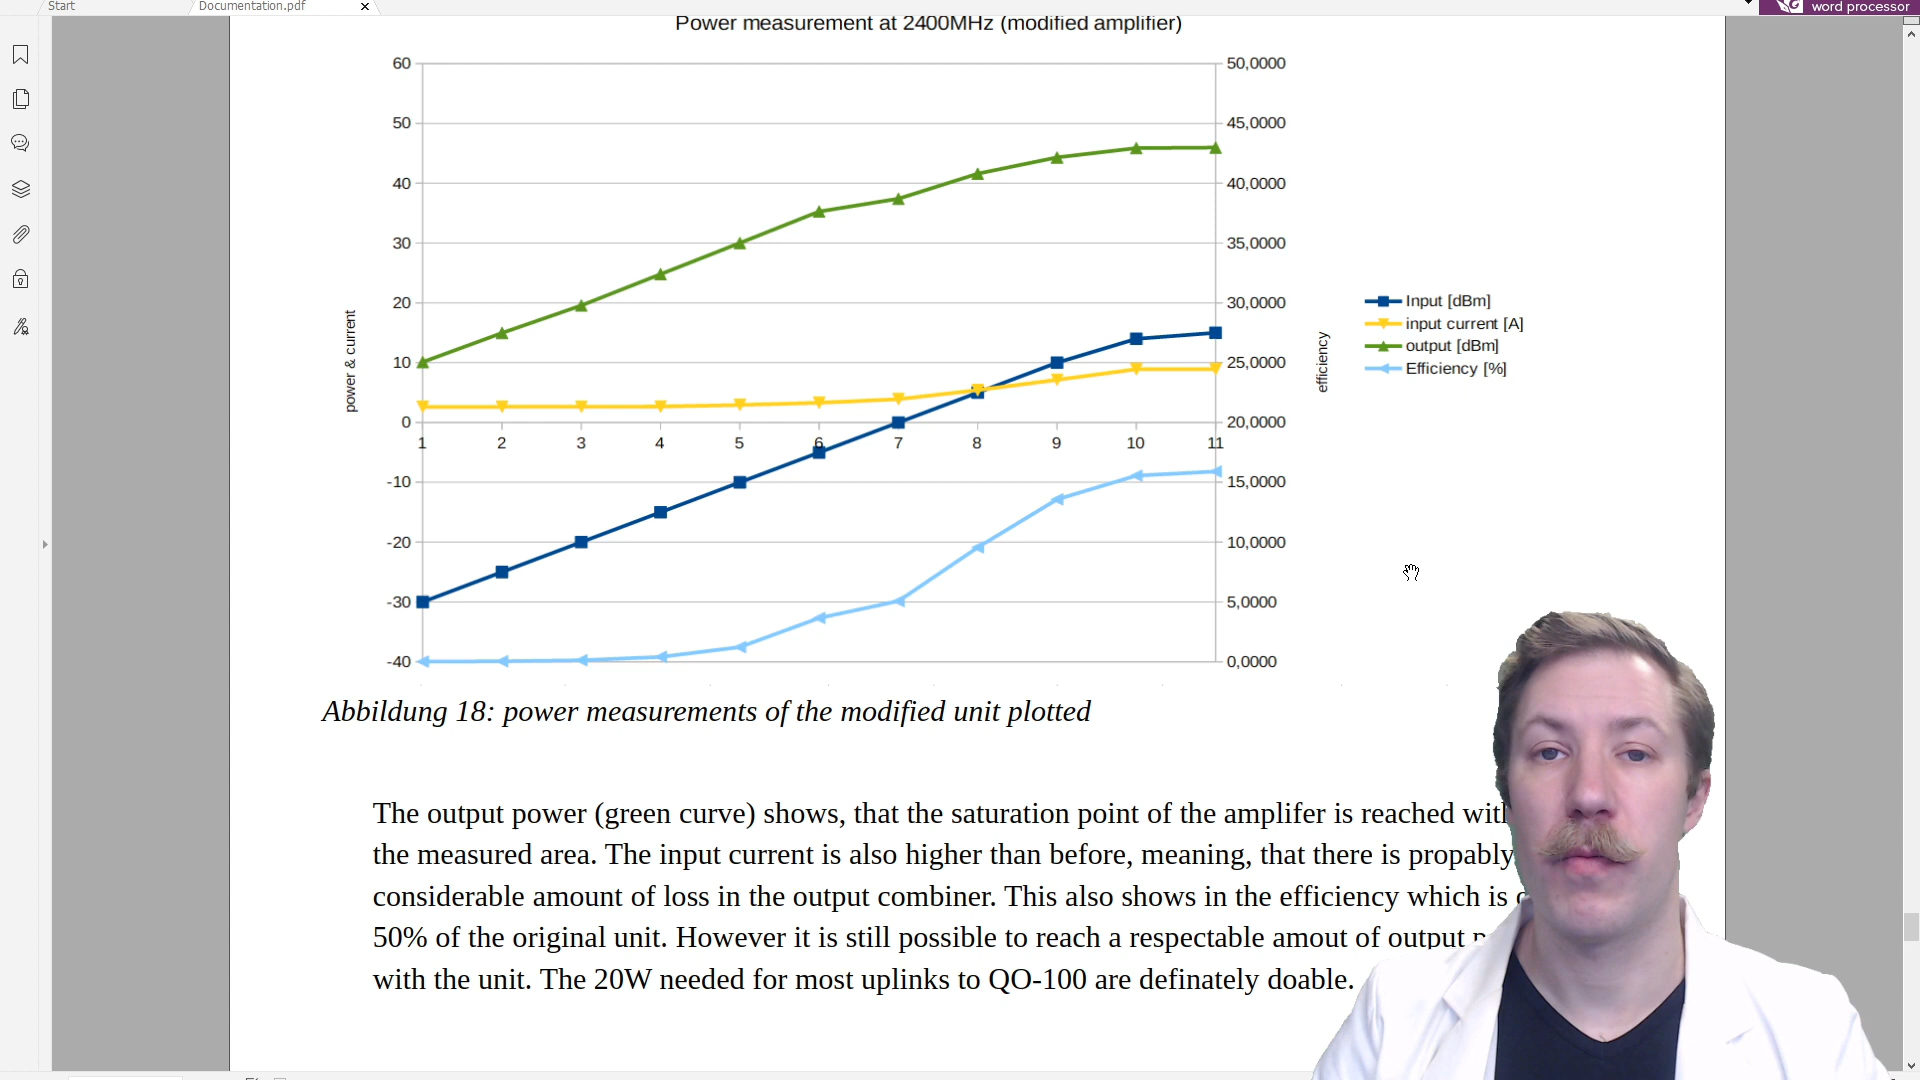 Start
Documentation.pdf
word processor
Power measurement at 2400MHz (modified amplifier)
60
50
40
30
20
10
0
-10
-20
-30
-40
power & current
1 2 3 4 5 6 7 8 9 10 11
50,0000
45,0000
40,0000
35,0000
30,0000
25,0000
20,0000
15,0000
10,0000
5,0000
0,0000
efficiency
Input [dBm]
input current [A]
output [dBm]
Efficiency [%]
Abbildung 18: power measurements of the modified unit plotted
The output power (green curve) shows, that the saturation point of the amplifer is reached
the measured area. The input current is also higher than before, meaning, that there is propably
considerable amount of loss in the output combiner. This also shows in the efficiency which is
50% of the original unit. However it is still possible to reach a respectable amout of output
with the unit. The 20W needed for most uplinks to QO-100 are definately doable.